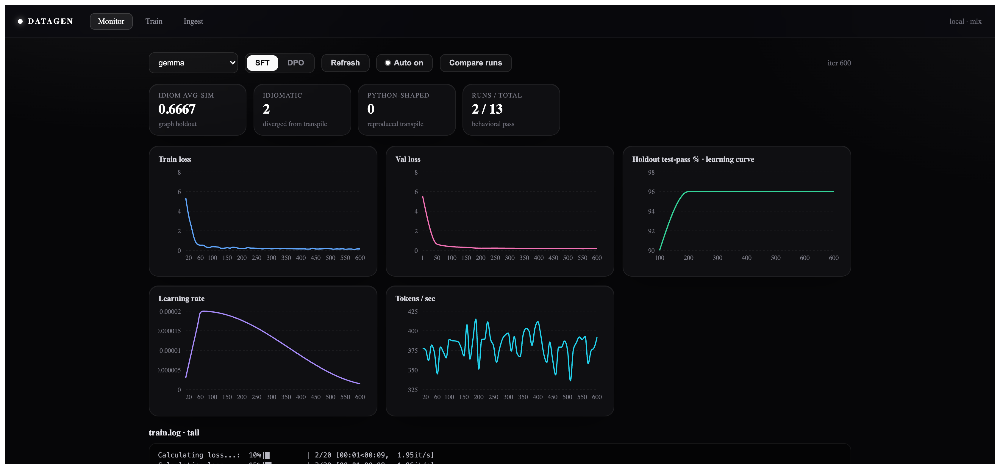 DATAGEN Monitor Train Ingest local · mlx
gemma SFT DPO Refresh Auto on Compare runs iter 600
IDIOM AVG-SIM
0.6667
graph holdout
IDIOMATIC
2
diverged from transpile
PYTHON-SHAPED
0
reproduced transpile
RUNS / TOTAL
2 / 13
behavioral pass
Train loss
8
6
4
2
0
20 60 100 150 200 250 300 350 400 450 500 550 600
Val loss
8
6
4
2
0
1 50 100 150 200 250 300 350 400 450 500 550 600
Holdout test-pass % · learning curve
98
96
94
92
90
100 200 300 400 500 600 600
Learning rate
0.00002
0.000015
0.00001
0.000005
0
20 60 100 150 200 250 300 350 400 450 500 550 600
Tokens / sec
425
400
375
350
325
20 60 100 150 200 250 300 350 400 450 500 550 600
train.log · tail
Calculating loss...: 10%|█ | 2/20 [00:01<00:09, 1.95it/s]